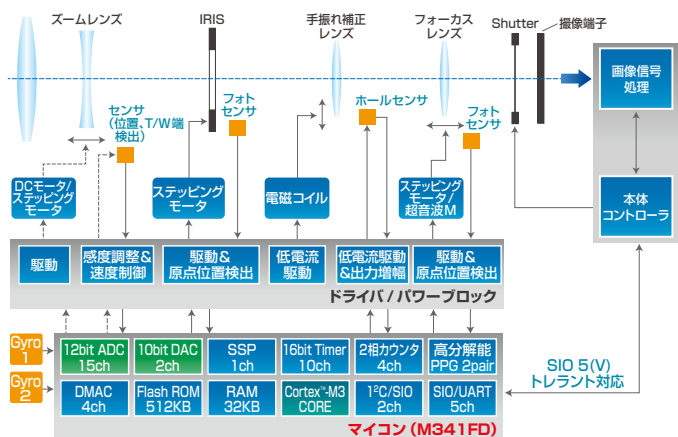 ズームレンズ
IRIS
手振れ補正
レンズ
フォーカス
レンズ
Shutter
撮像端子
センサ
(位置、T/W端
検出)
フォト
センサ
ホールセンサ
フォト
センサ
画像信号
処理
DCモータ/
ステッピング
モータ
ステッピング
モータ
電磁コイル
ステッピング
モータ/
超音波M
本体
コントローラ
駆動
感度調整&
速度制御
駆動&
原点位置検出
低電流
駆動
低電流駆動
&出力増幅
駆動&
原点位置検出
ドライバ/パワーブロック
Gyro
1
12bit ADC
15ch
10bit DAC
2ch
SSP
1ch
16bit Timer
10ch
2相カウンタ
4ch
高分解能
PPG 2pair
SIO 5(V)
トレラント対応
Gyro
2
DMAC
4ch
Flash ROM
512KB
RAM
32KB
Cortex™-M3
CORE
I²C/SIO
2ch
SIO/UART
5ch
マイコン(M341FD)